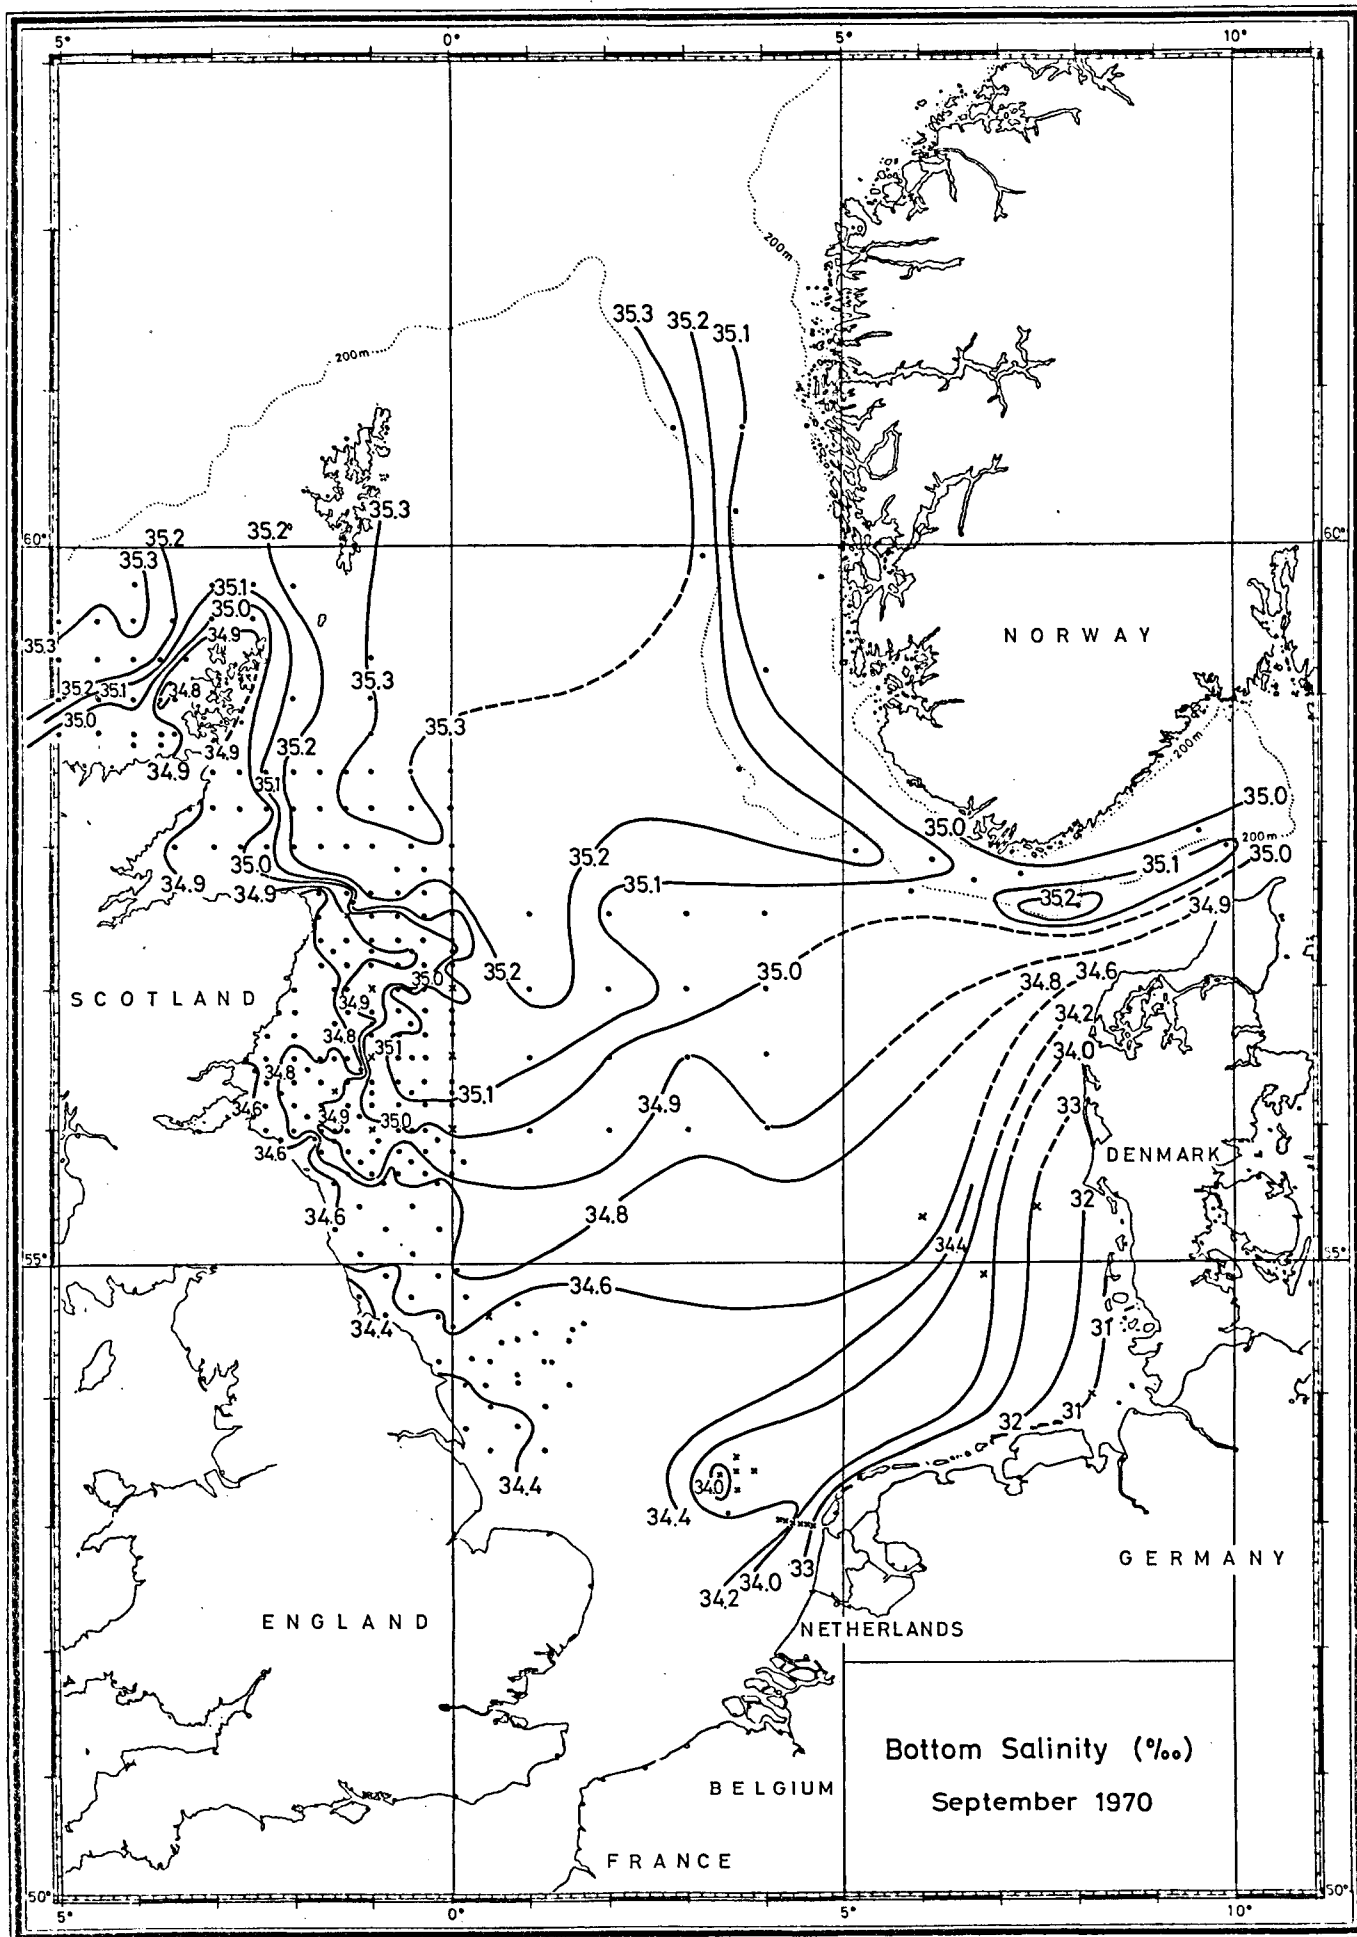 5° 0° 5° 10°
200m
35.3 35.2 35.1
200m
35.3
35.2 35.2°
60° 60°
35.3
35.1
35.0
34.9
NORWAY
35.3
35.2 35.1 34.8
35.3
35.0
35.3
34.9
35.2
200m
34.9
35.1
35.0
35.0
200m
35.0 35.2 35.1 35.0
34.9 34.9 35.1
35.2 34.9
35.2 35.0
35.0 34.8 34.6
SCOTLAND
34.9
34.2
34.8
35.1
34.0
34.8
35.1
34.9
33
34.6 34.9 35.0
34.6
DENMARK
32
34.6 34.8
34.4
55° 55°
34.6
34.4 31
31
32
34.4
34.0
34.4
33
34.0
34.2
GERMANY
ENGLAND
NETHERLANDS
Bottom Salinity (‰)
BELGIUM
September 1970
FRANCE
50° 50°
5° 0° 5° 10°